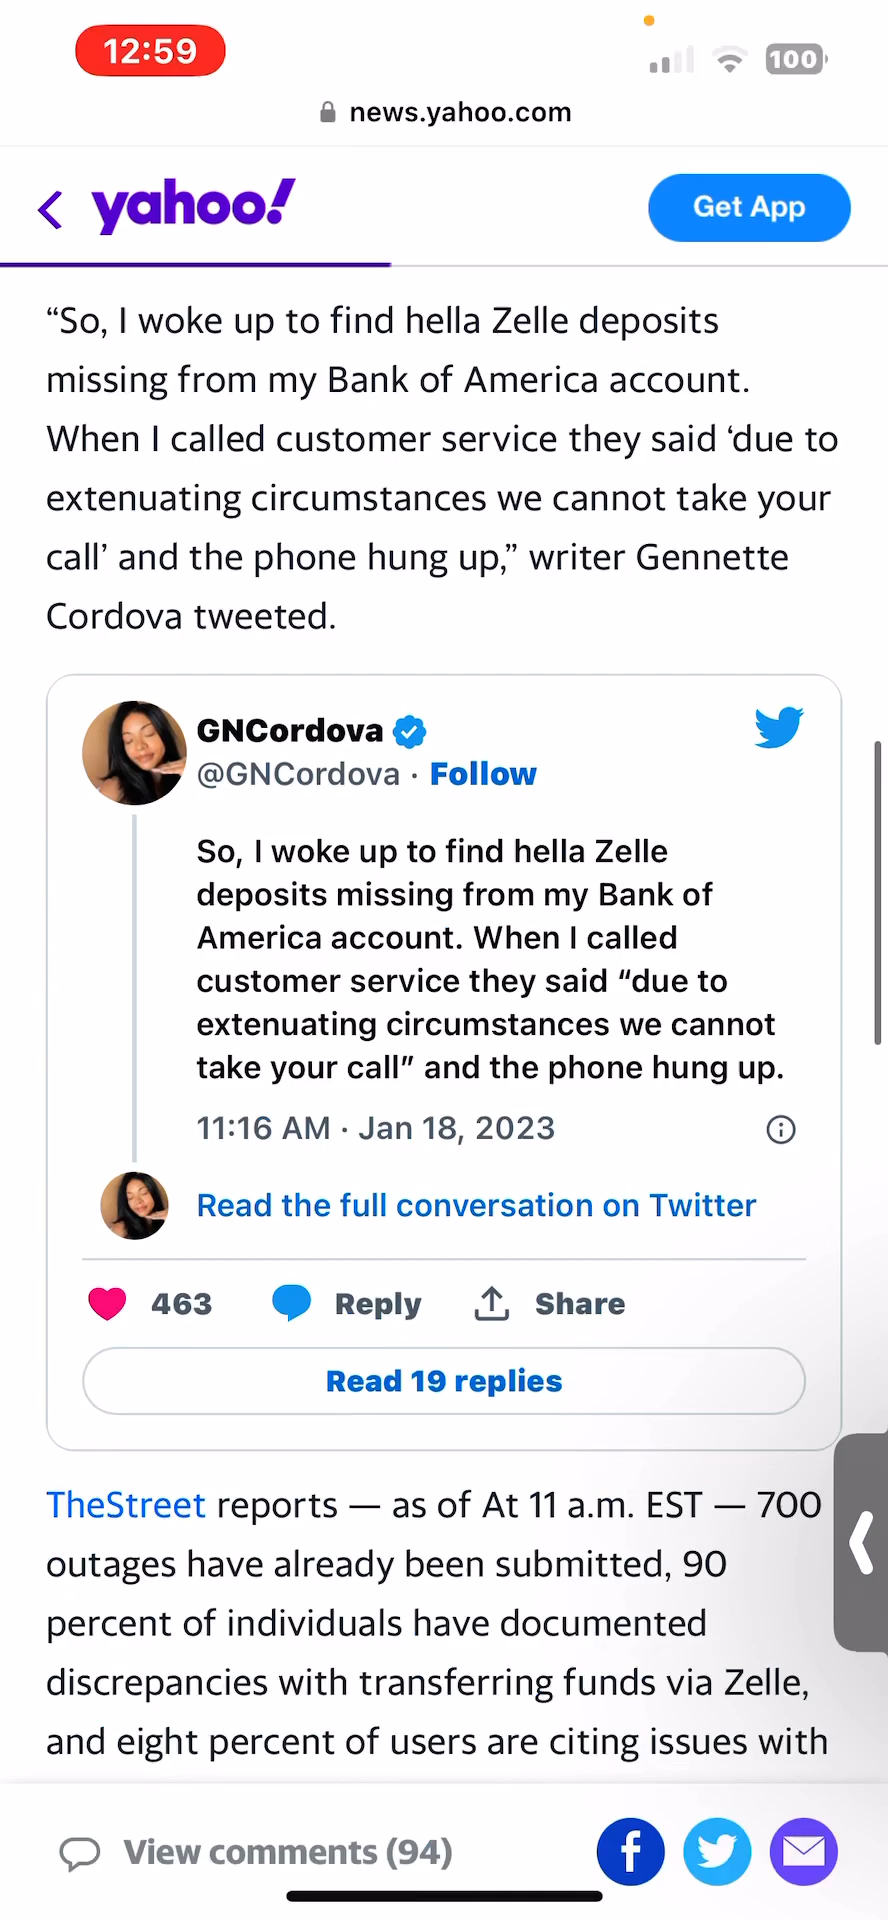 12:59
100
news.yahoo.com
yahoo!
Get App
“So, I woke up to find hella Zelle deposits
missing from my Bank of America account.
When I called customer service they said ‘due to
extenuating circumstances we cannot take your
call’ and the phone hung up,” writer Gennette
Cordova tweeted.
GNCordova
@GNCordova · Follow
So, I woke up to find hella Zelle
deposits missing from my Bank of
America account. When I called
customer service they said “due to
extenuating circumstances we cannot
take your call” and the phone hung up.
11:16 AM · Jan 18, 2023
Read the full conversation on Twitter
463 Reply Share
Read 19 replies
TheStreet reports — as of At 11 a.m. EST — 700
outages have already been submitted, 90
percent of individuals have documented
discrepancies with transferring funds via Zelle,
and eight percent of users are citing issues with
View comments (94)